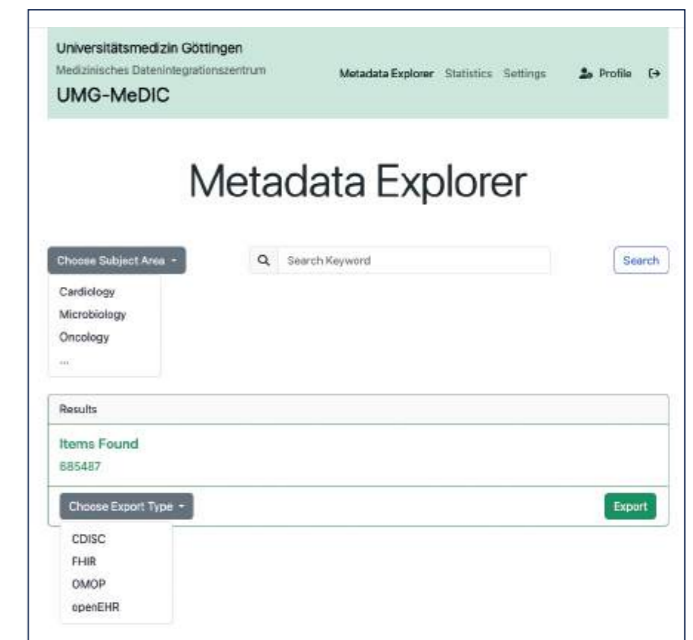 Universitätsmedizin Göttingen
Medizinisches Datenintegrationszentrum
UMG-MeDIC
Metadata Explorer Statistics Settings Profile
Metadata Explorer
Choose Subject Area
Search Keyword
Search
Cardiology
Microbiology
Oncology
...
Results
Items Found
685487
Choose Export Type
Export
CDISC
FHIR
OMOP
openEHR